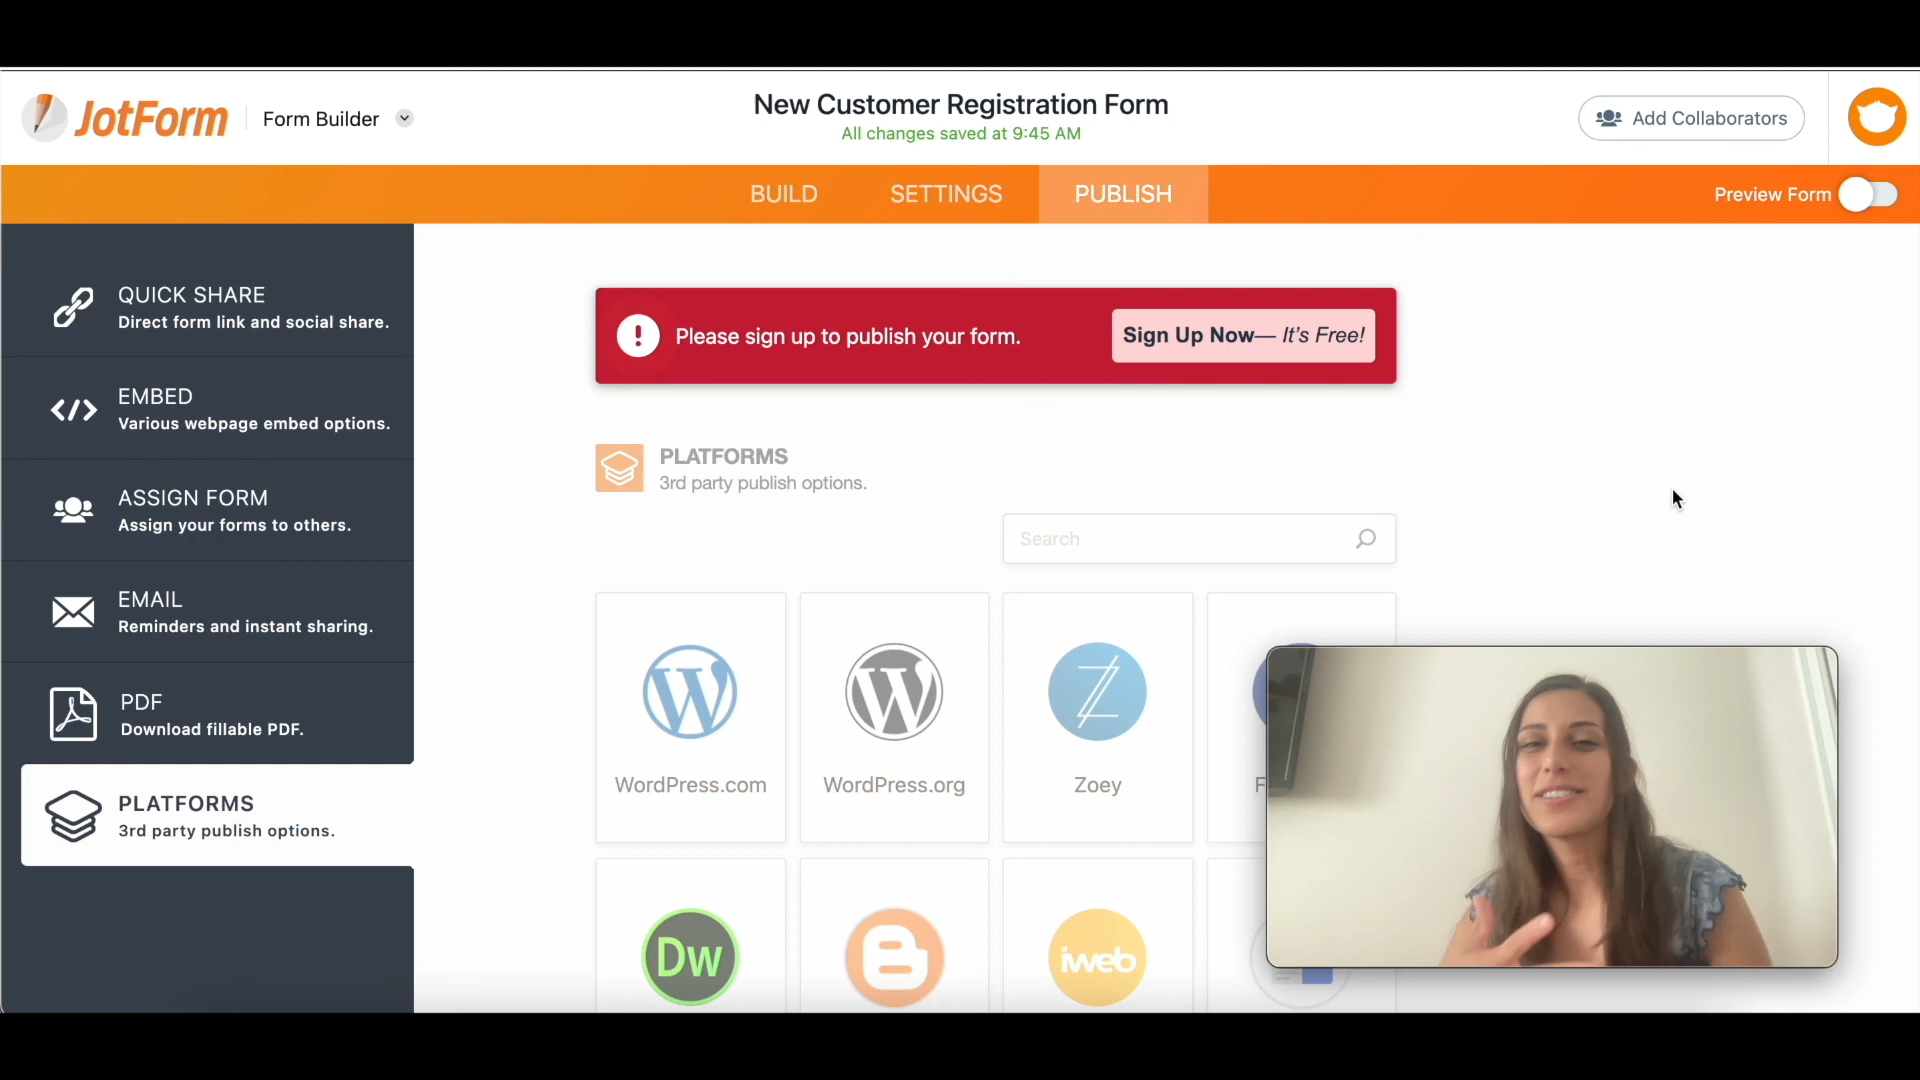 JotForm
Form Builder
New Customer Registration Form
All changes saved at 9:45 AM
Add Collaborators
BUILD
SETTINGS
PUBLISH
Preview Form
QUICK SHARE
Direct form link and social share.
EMBED
Various webpage embed options.
ASSIGN FORM
Assign your forms to others.
EMAIL
Reminders and instant sharing.
PDF
Download fillable PDF.
PLATFORMS
3rd party publish options.
Please sign up to publish your form.
Sign Up Now— It's Free!
PLATFORMS
3rd party publish options.
Search
WordPress.com
WordPress.org
Zoey
Dw
iweb